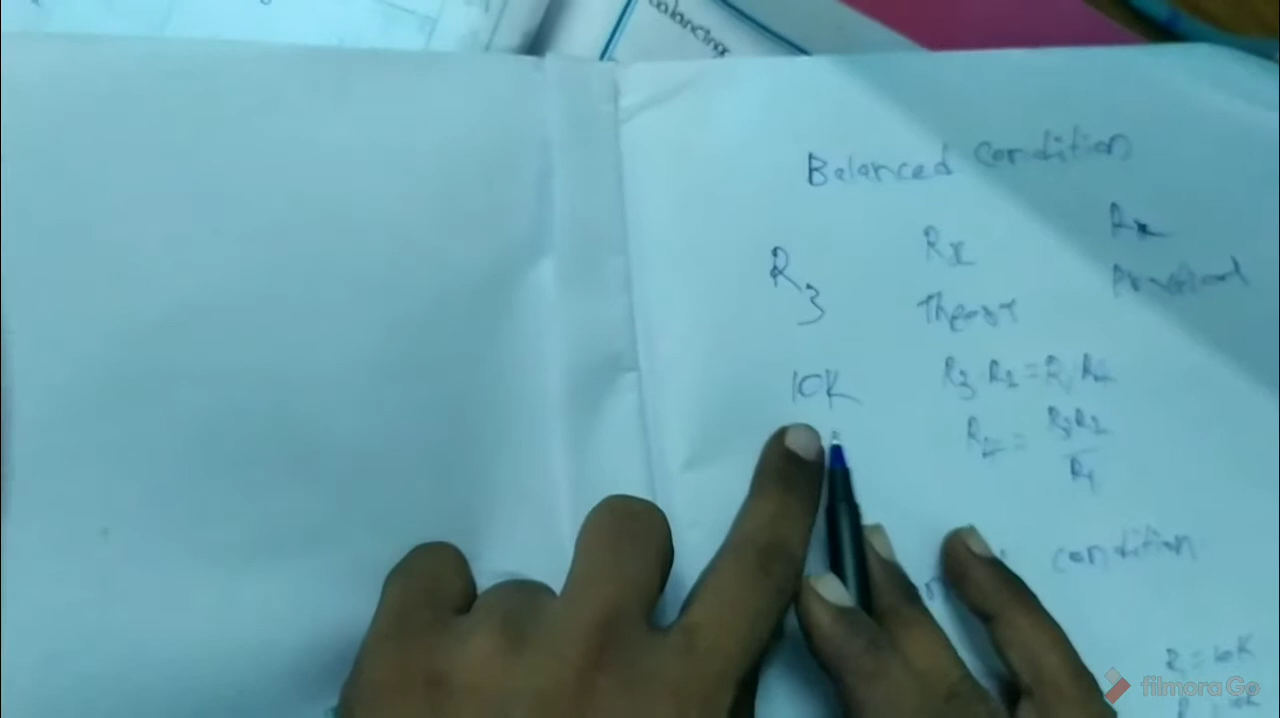 balancing
Balanced condition
R3 Rx Rx
Theory Practical
10K R3 R2 = R1 Rx
Rx = R3R2
R1
condition
R = 10K
filmora Go